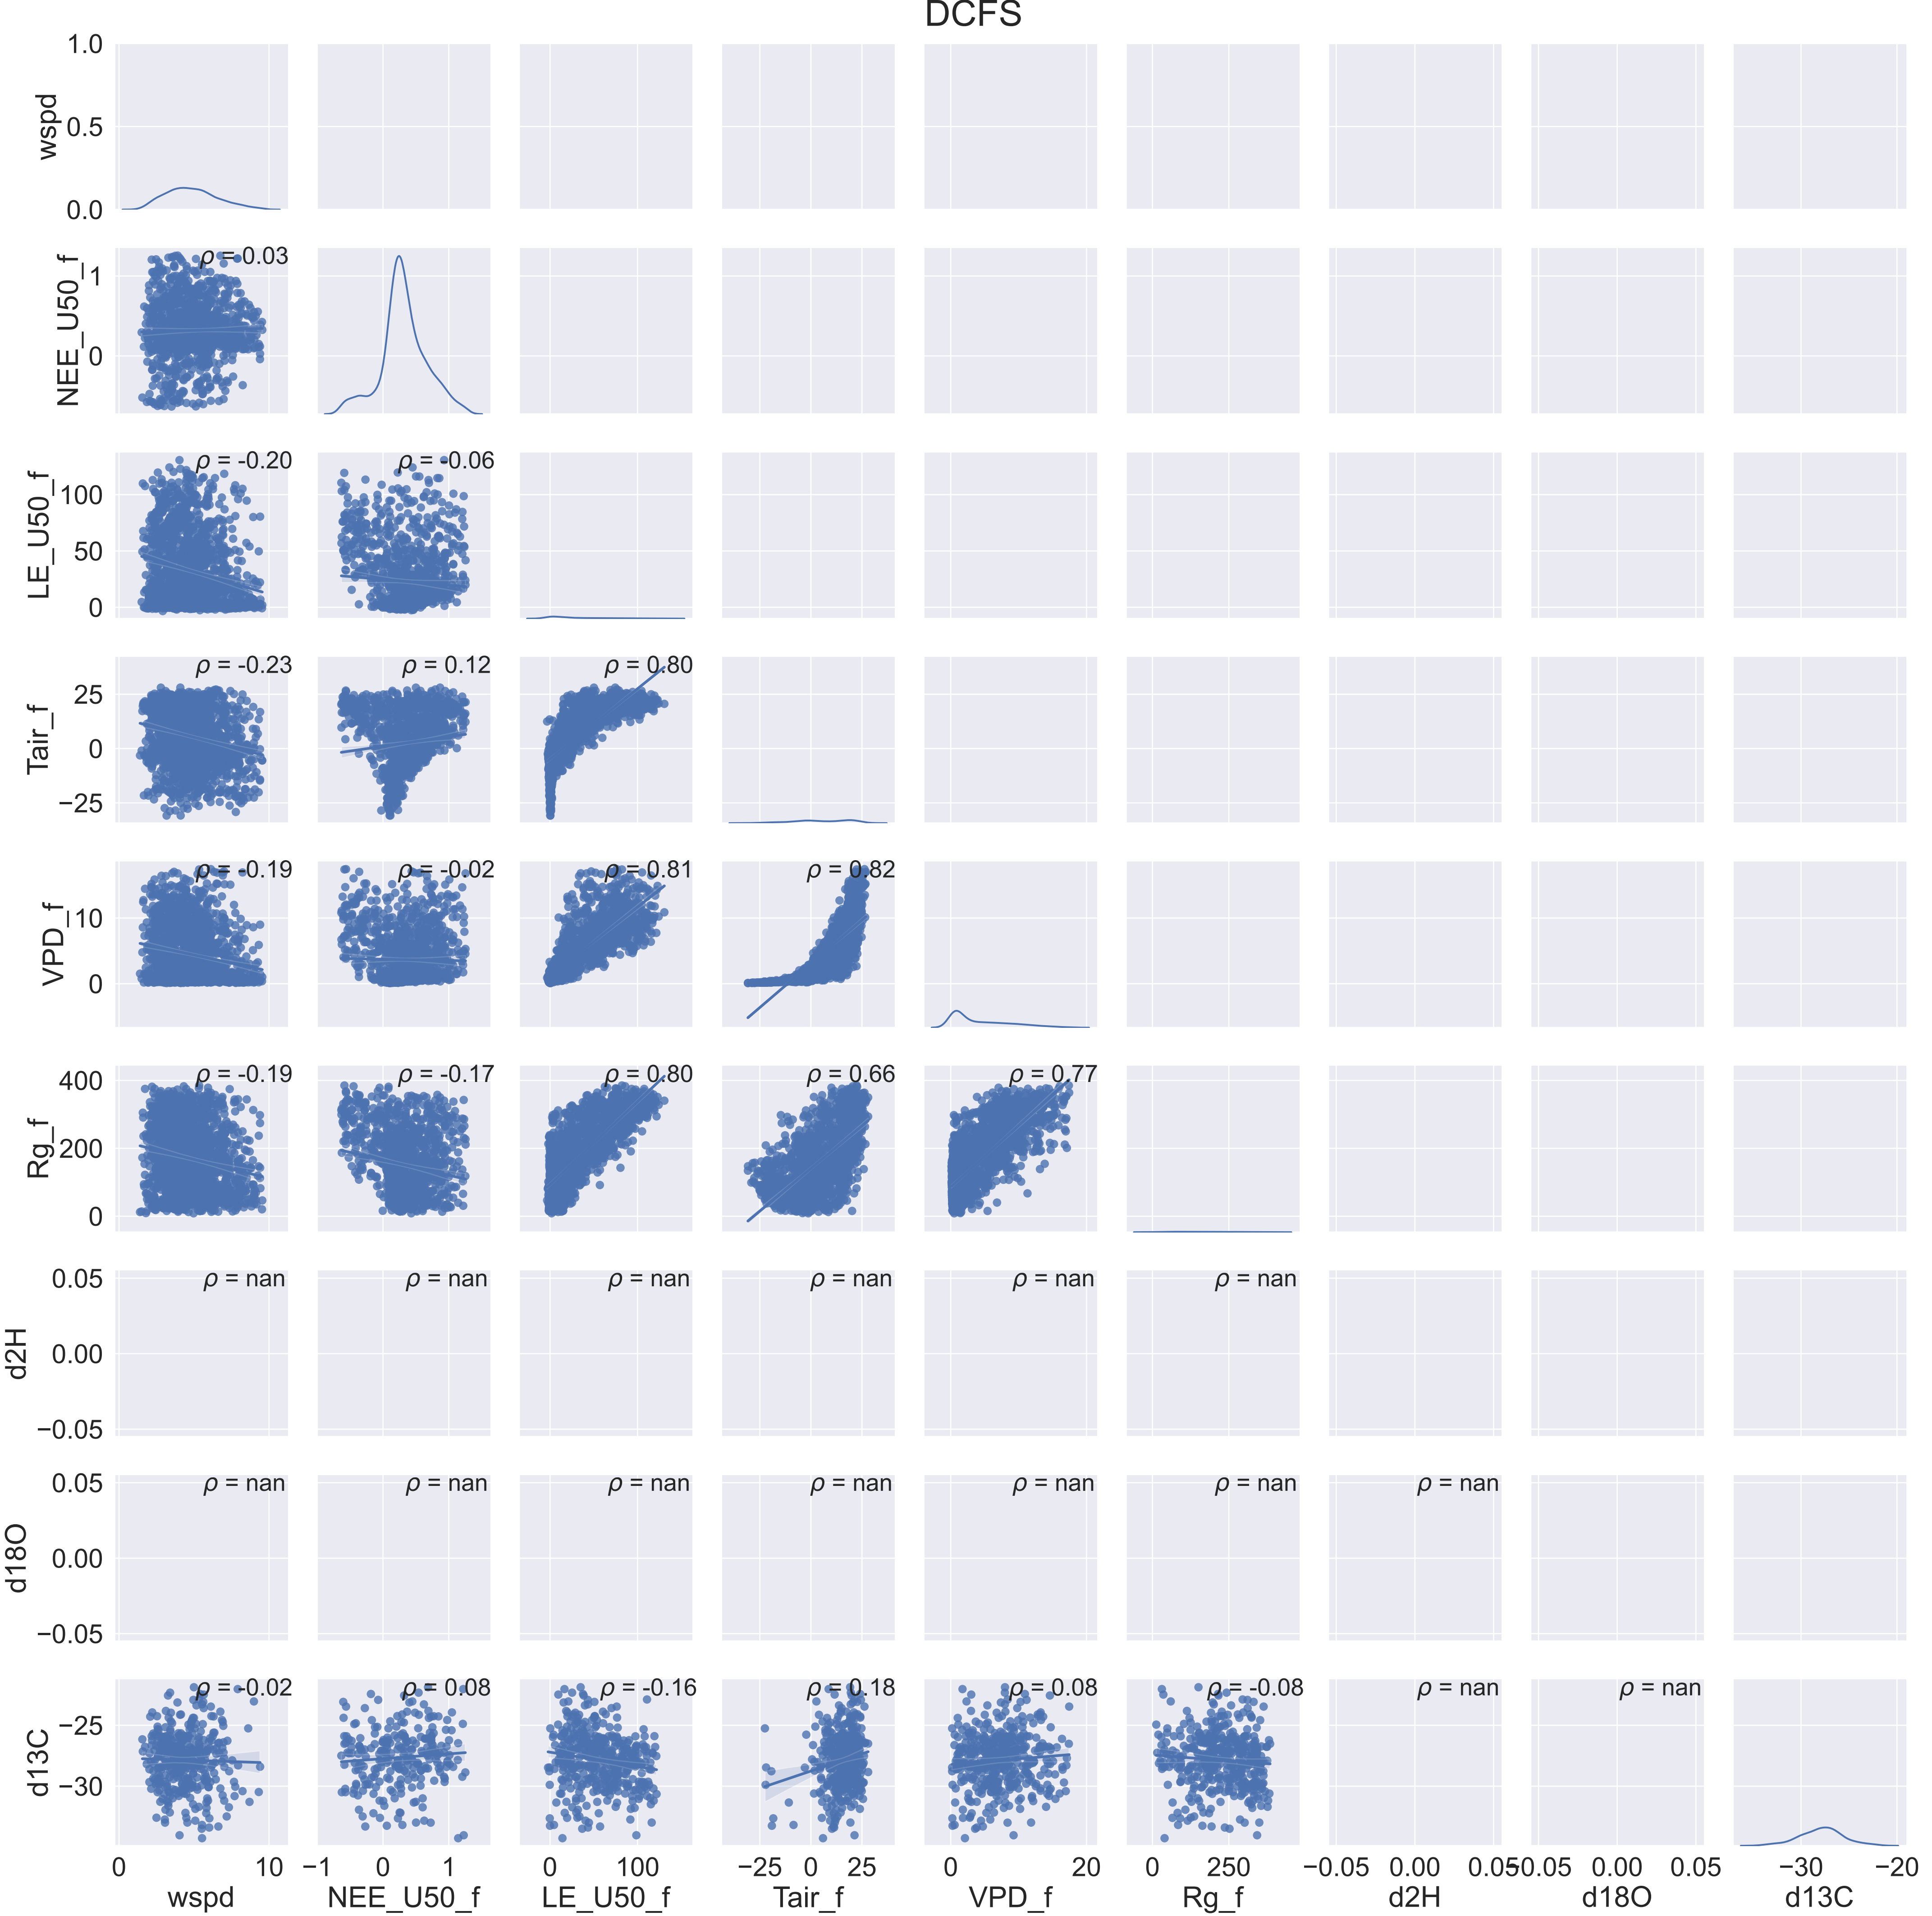 DCFS
wspd
1.0
0.5
0.0
NEE_U50_f
1
0
ρ = 0.03
LE_U50_f
100
50
0
ρ = -0.20
ρ = -0.06
Tair_f
25
0
−25
ρ = -0.23
ρ = 0.12
ρ = 0.80
VPD_f
10
0
ρ = -0.19
ρ = -0.02
ρ = 0.81
ρ = 0.82
Rg_f
400
200
0
ρ = -0.19
ρ = -0.17
ρ = 0.80
ρ = 0.66
ρ = 0.77
d2H
0.05
0.00
−0.05
ρ = nan
ρ = nan
ρ = nan
ρ = nan
ρ = nan
ρ = nan
d18O
0.05
0.00
−0.05
ρ = nan
ρ = nan
ρ = nan
ρ = nan
ρ = nan
ρ = nan
ρ = nan
d13C
−25
−30
ρ = -0.02
ρ = 0.08
ρ = -0.16
ρ = 0.18
ρ = 0.08
ρ = -0.08
ρ = nan
ρ = nan
0 10
−1 0 1
0 100
−25 0 25
0 20
0 250
−0.05 0.00 0.05
−0.05 0.00 0.05
−30 −20
wspd
NEE_U50_f
LE_U50_f
Tair_f
VPD_f
Rg_f
d2H
d18O
d13C